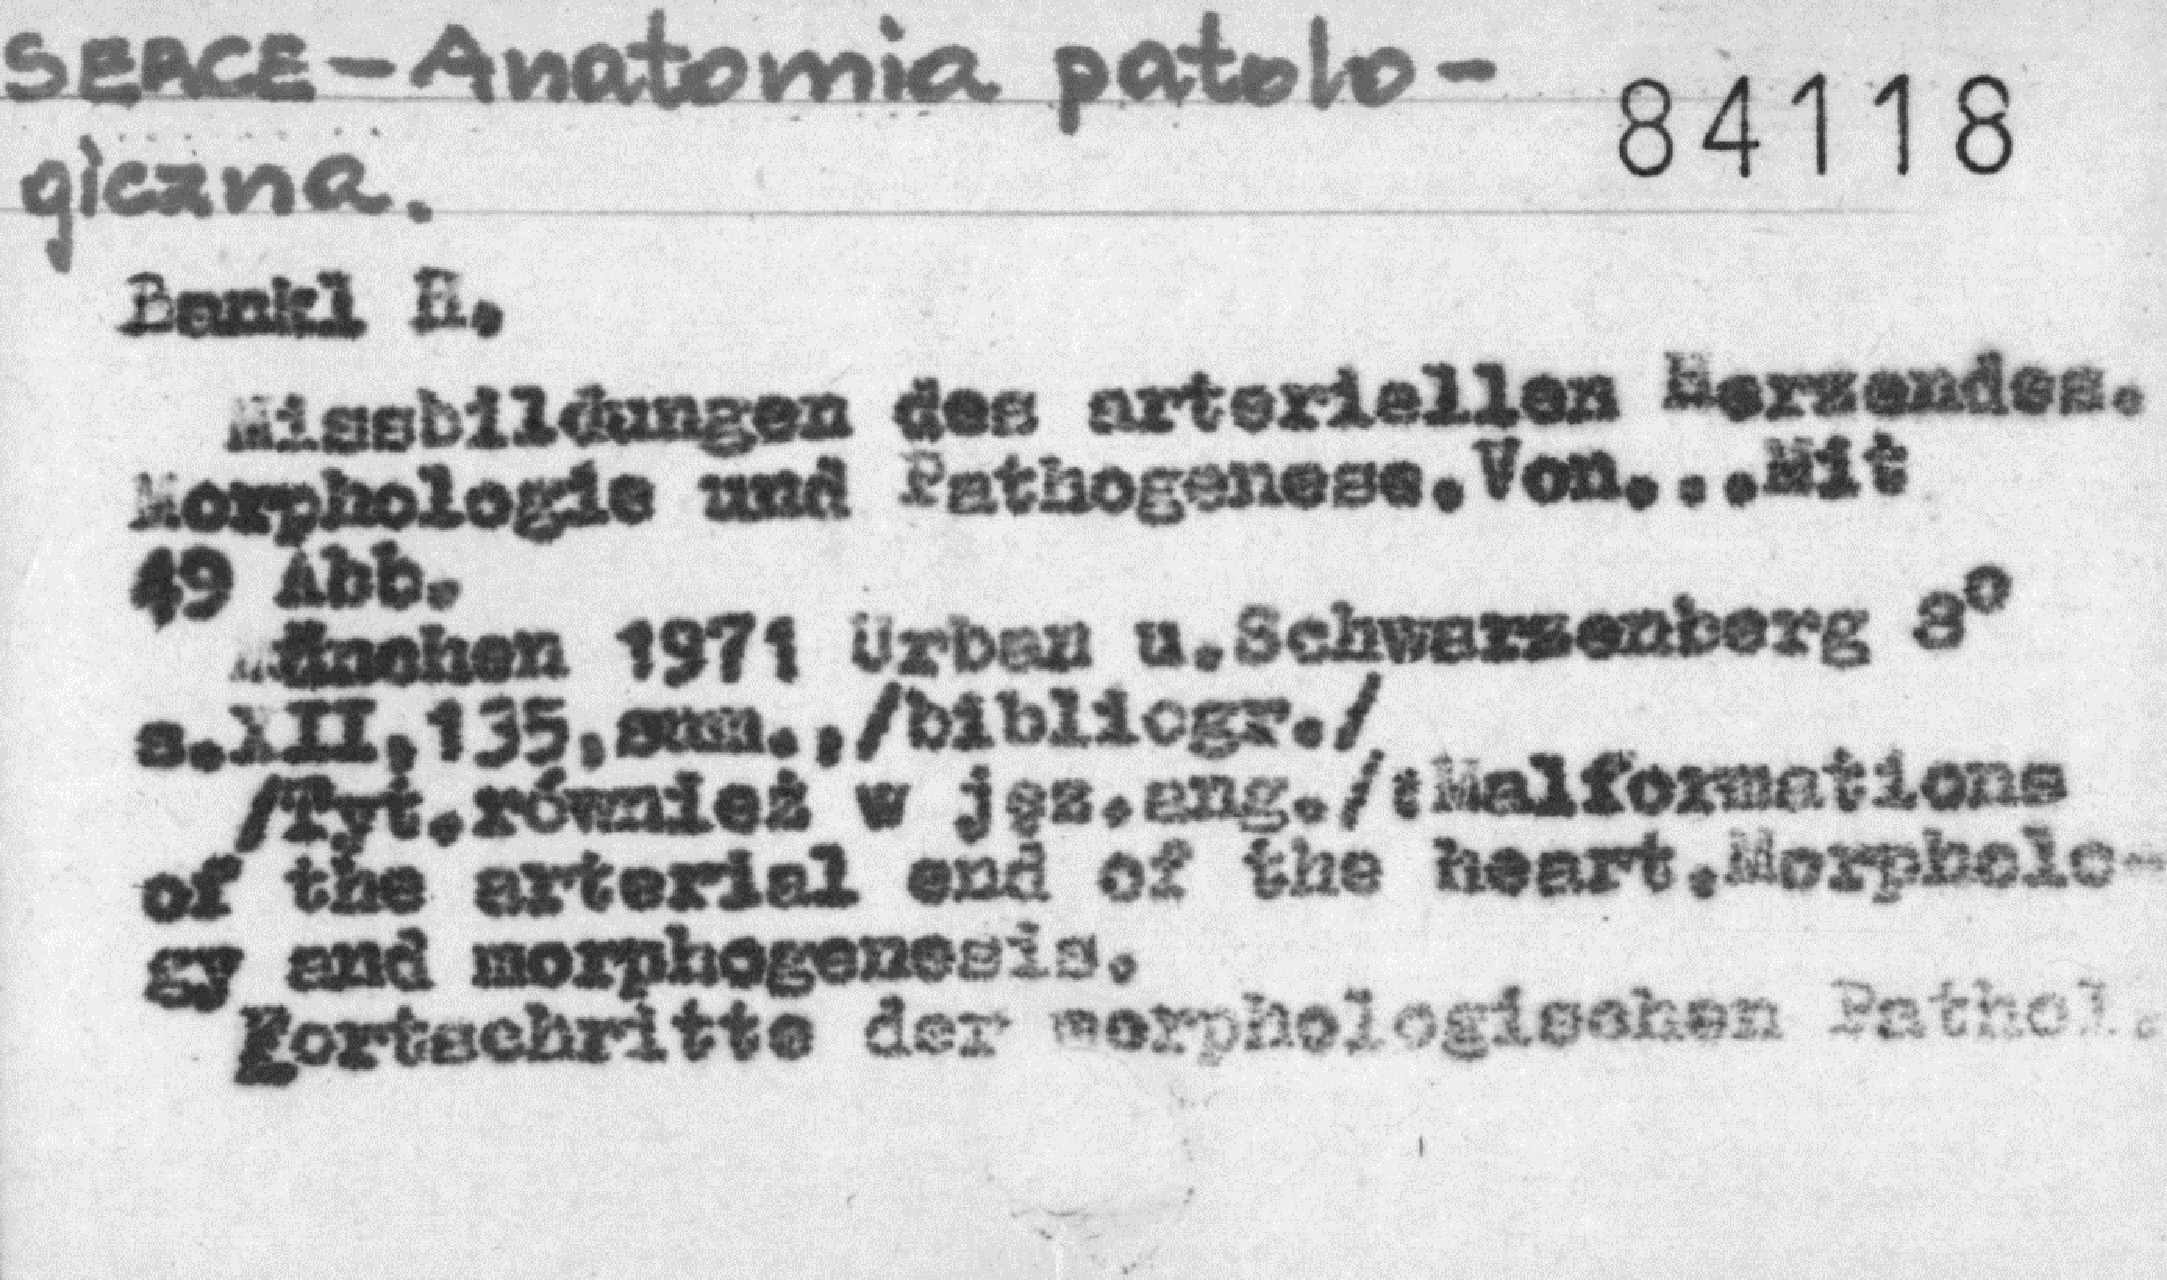 SERCE - Anatomia patolo-
84118
giczna.
Bankl H.
Missbildungen des arteriellen Herzendes.
Morphologie und Pathogenese.Von...Mit
49 Abb.
München 1971 Urban u.Schwarzenberg 8°
s.XII,135,sum.,/bibliogr./
/Tyt.również w jęz.ang./:Malformations
of the arterial end of the heart.Morpholo-
gy and morphogenesis.
Fortschritte der morphologischen Pathol.